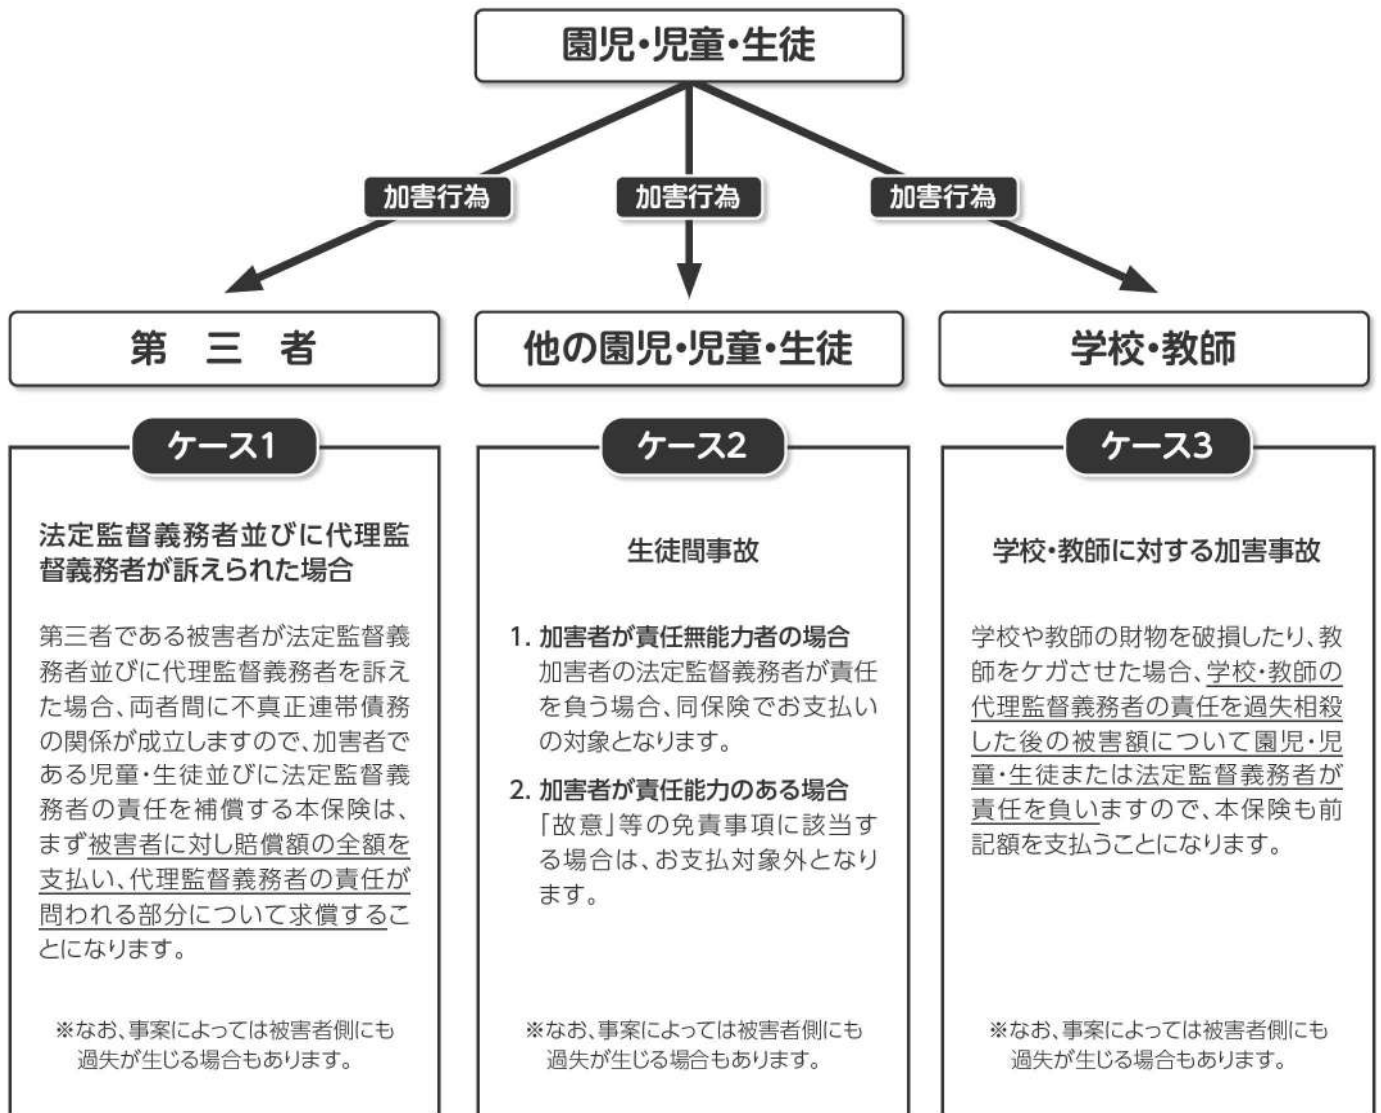 園児・児童・生徒
加害行為
加害行為
加害行為
第　三　者
他の園児・児童・生徒
学校・教師
ケース1
法定監督義務者並びに代理監
督義務者が訴えられた場合
第三者である被害者が法定監督義
務者並びに代理監督義務者を訴え
た場合、両者間に不真正連帯債務
の関係が成立しますので、加害者で
ある児童・生徒並びに法定監督義
務者の責任を補償する本保険は、
まず被害者に対し賠償額の全額を
支払い、代理監督義務者の責任が
問われる部分について求償するこ
とになります。
※なお、事案によっては被害者側にも
過失が生じる場合もあります。
ケース2
生徒間事故
1. 加害者が責任無能力者の場合
加害者の法定監督義務者が責任
を負う場合、同保険でお支払い
の対象となります。
2. 加害者が責任能力のある場合
「故意」等の免責事項に該当す
る場合は、お支払対象外となり
ます。
※なお、事案によっては被害者側にも
過失が生じる場合もあります。
ケース3
学校・教師に対する加害事故
学校や教師の財物を破損したり、教
師をケガさせた場合、学校・教師の
代理監督義務者の責任を過失相殺
した後の被害額について園児・児
童・生徒または法定監督義務者が
責任を負いますので、本保険も前
記額を支払うことになります。
※なお、事案によっては被害者側にも
過失が生じる場合もあります。